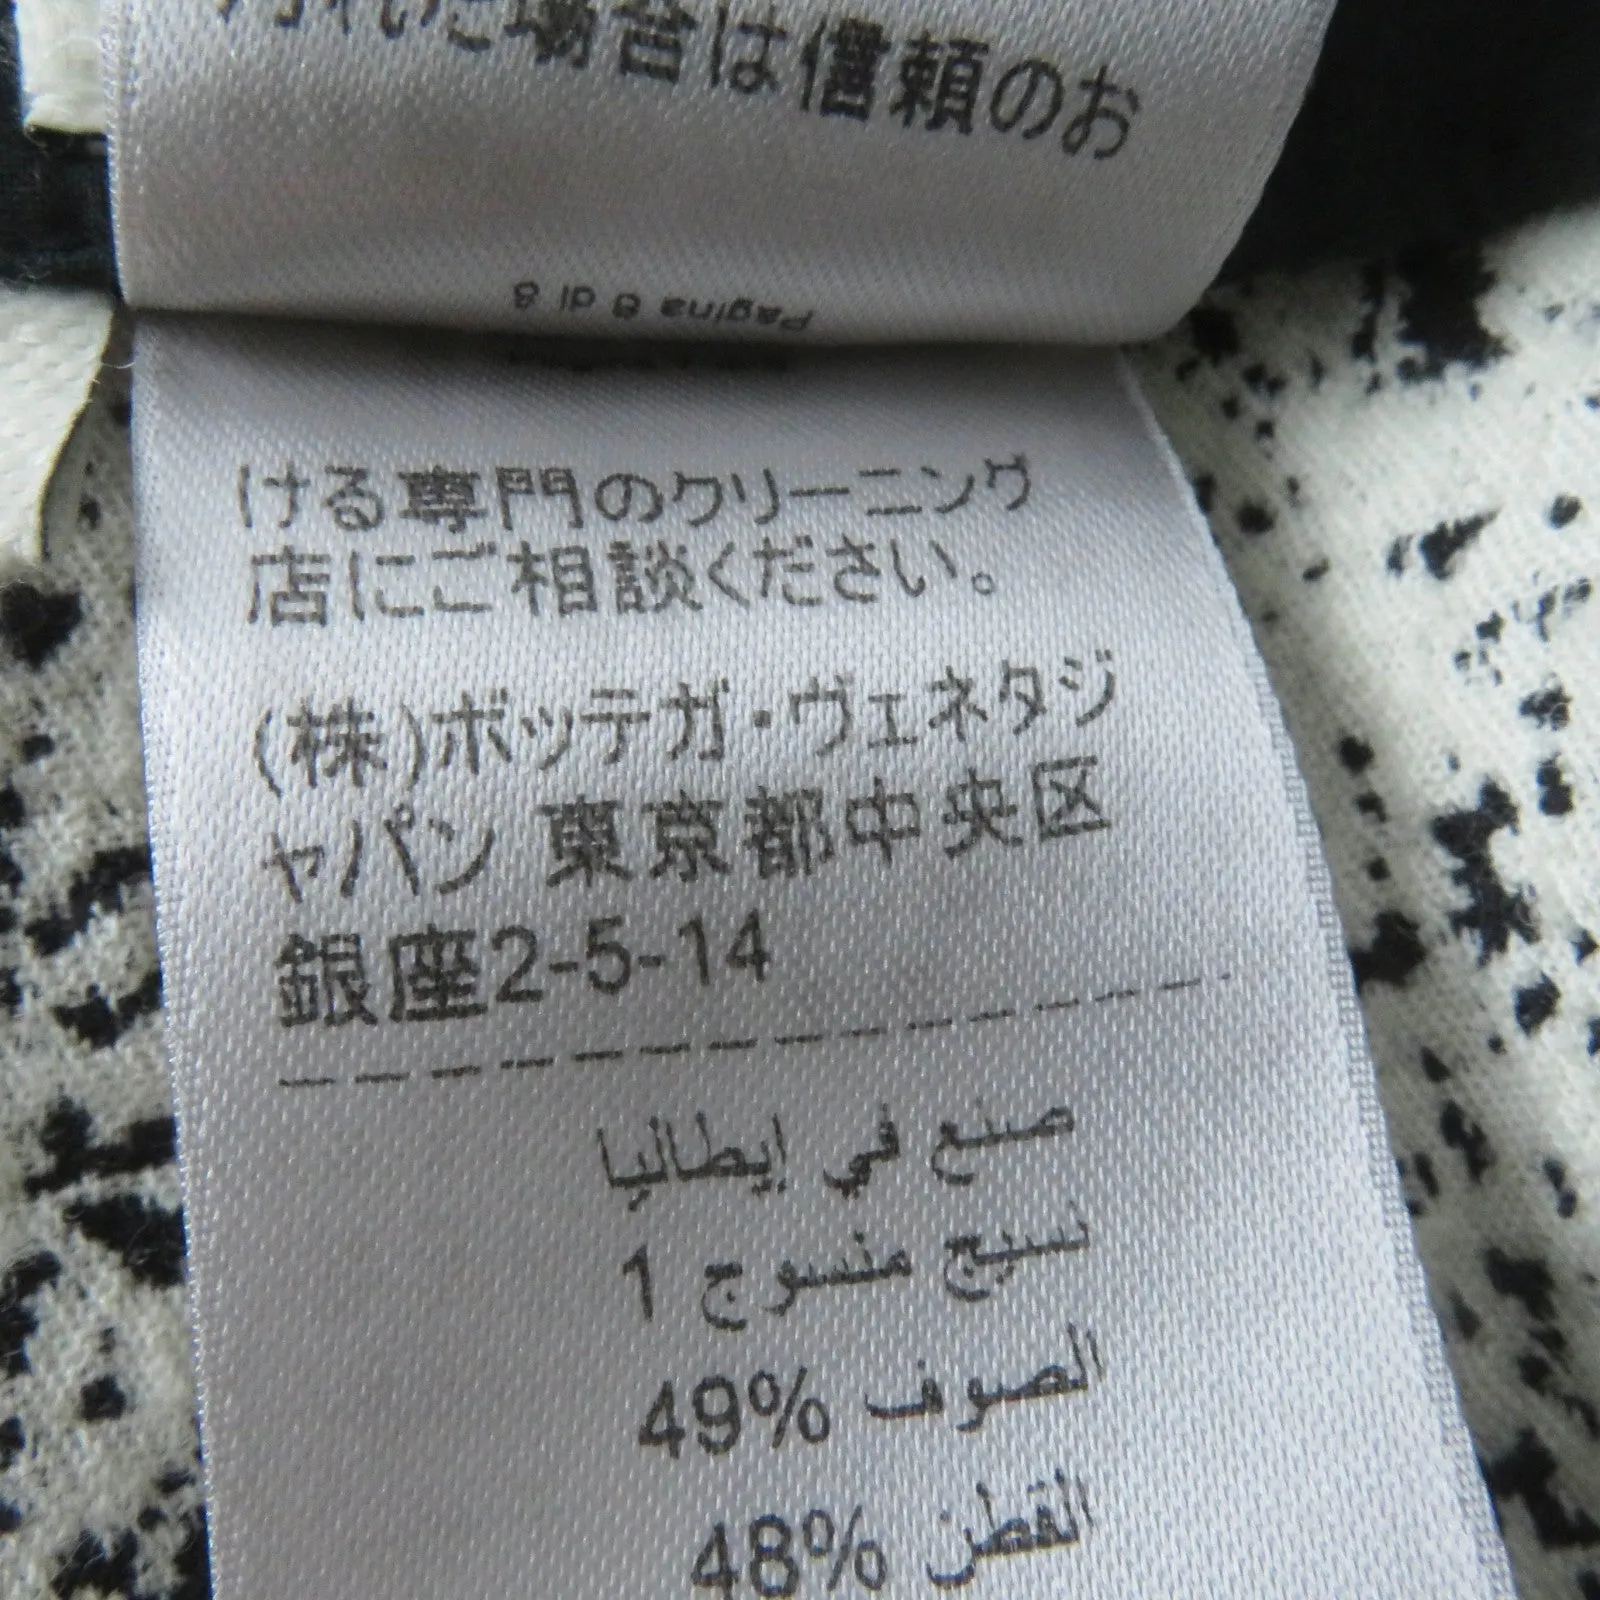 汚れた場合は信頼のお
Pagina 8 di 8
ける専門のクリーニング
店にご相談ください。
(株)ボッテガ・ヴェネタジ
ャパン 東京都中央区
銀座2-5-14
صنع في إيطاليا
نسيج منسوج 1
الصوف %49
القطن %48